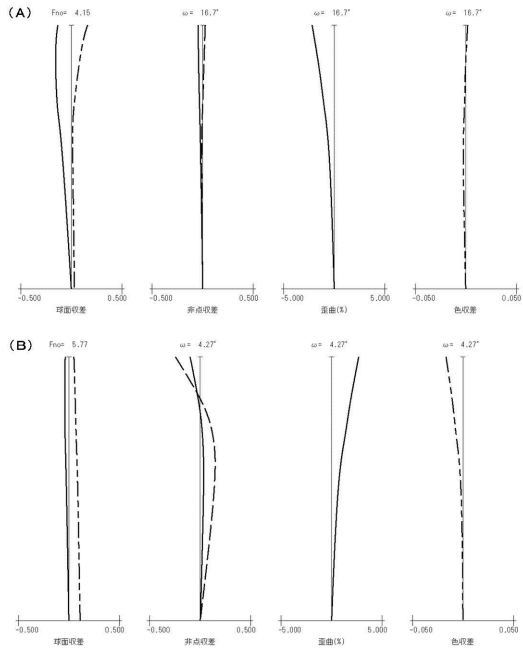 (A)
Fno= 4.15 ω= 16.7° ω= 16.7° ω= 16.7°
-0.500 0.500 -0.500 0.500 -5.000 5.000 -0.050 0.050
球面収差 非点収差 歪曲(%) 色収差
(B)
Fno= 5.77 ω= 4.27° ω= 4.27° ω= 4.27°
-0.500 0.500 -0.500 0.500 -5.000 5.000 -0.050 0.050
球面収差 非点収差 歪曲(%) 色収差